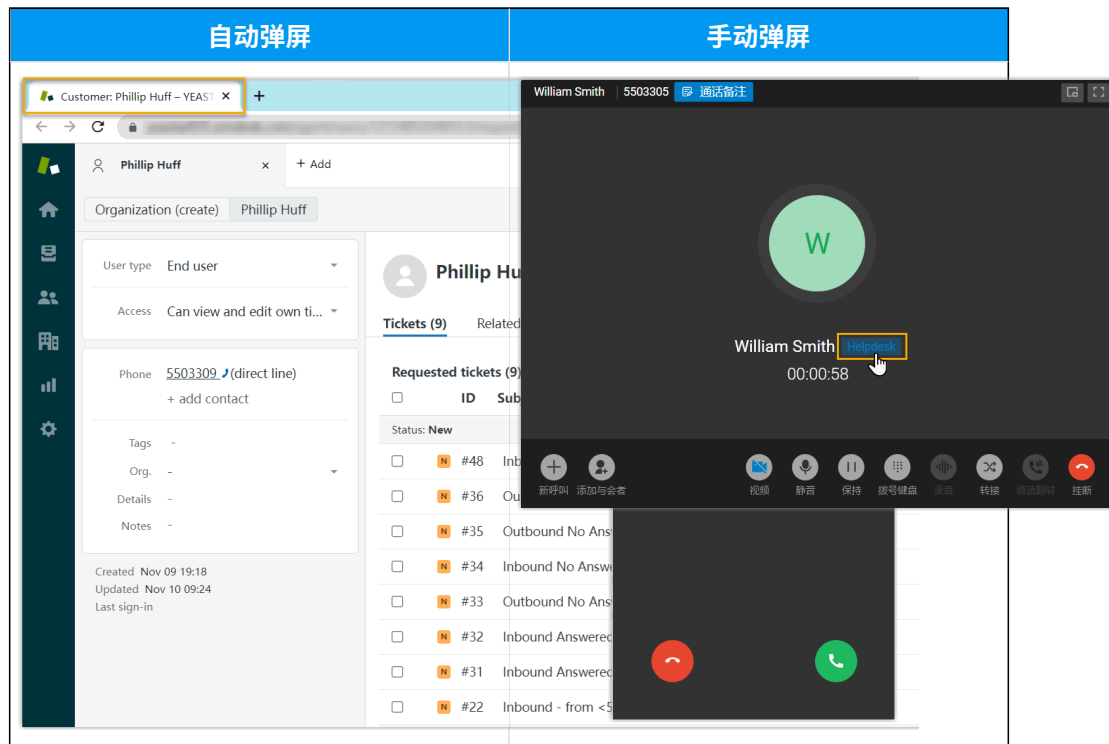 自动弹屏
手动弹屏
Customer: Phillip Huff – YEAST
William Smith 5503305 通话备注
Phillip Huff
+ Add
Organization (create) Phillip Huff
W
User type End user
Access Can view and edit own ti...
Phillip Hu
Tickets (9) Related
William Smith Helpdesk
00:00:58
Phone 5503309 (direct line)
+ add contact
Requested tickets (9)
ID Sub
Status: New
Tags -
Org. -
Details -
Notes -
#48 Inb
#36 Ou
#35 Outbound No Ans
#34 Inbound No Answe
#33 Outbound No Ans
#32 Inbound Answered
#31 Inbound Answered
#22 Inbound - from <5
新呼叫 添加与会者 视频 静音 保持 拨号键盘 录音 转接 通话翻转 挂断
Created Nov 09 19:18
Updated Nov 10 09:24
Last sign-in